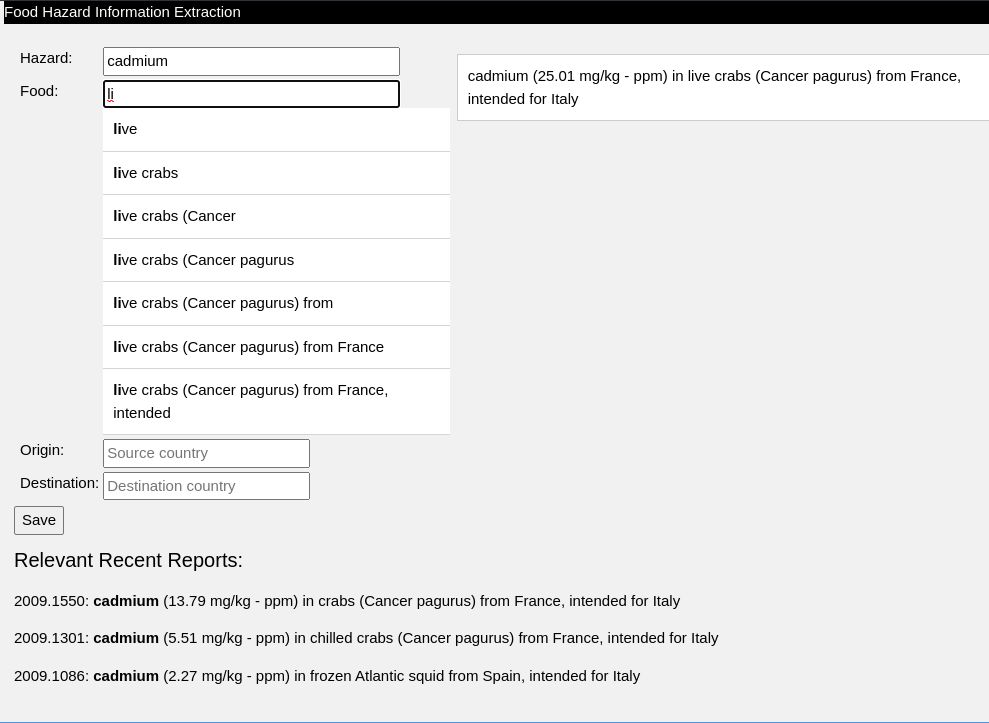 Food Hazard Information Extraction
Hazard: cadmium
Food: li
live
live crabs
live crabs (Cancer
live crabs (Cancer pagurus
live crabs (Cancer pagurus) from
live crabs (Cancer pagurus) from France
live crabs (Cancer pagurus) from France,
intended
cadmium (25.01 mg/kg - ppm) in live crabs (Cancer pagurus) from France,
intended for Italy
Origin: Source country
Destination: Destination country
Save
Relevant Recent Reports:
2009.1550: cadmium (13.79 mg/kg - ppm) in crabs (Cancer pagurus) from France, intended for Italy
2009.1301: cadmium (5.51 mg/kg - ppm) in chilled crabs (Cancer pagurus) from France, intended for Italy
2009.1086: cadmium (2.27 mg/kg - ppm) in frozen Atlantic squid from Spain, intended for Italy